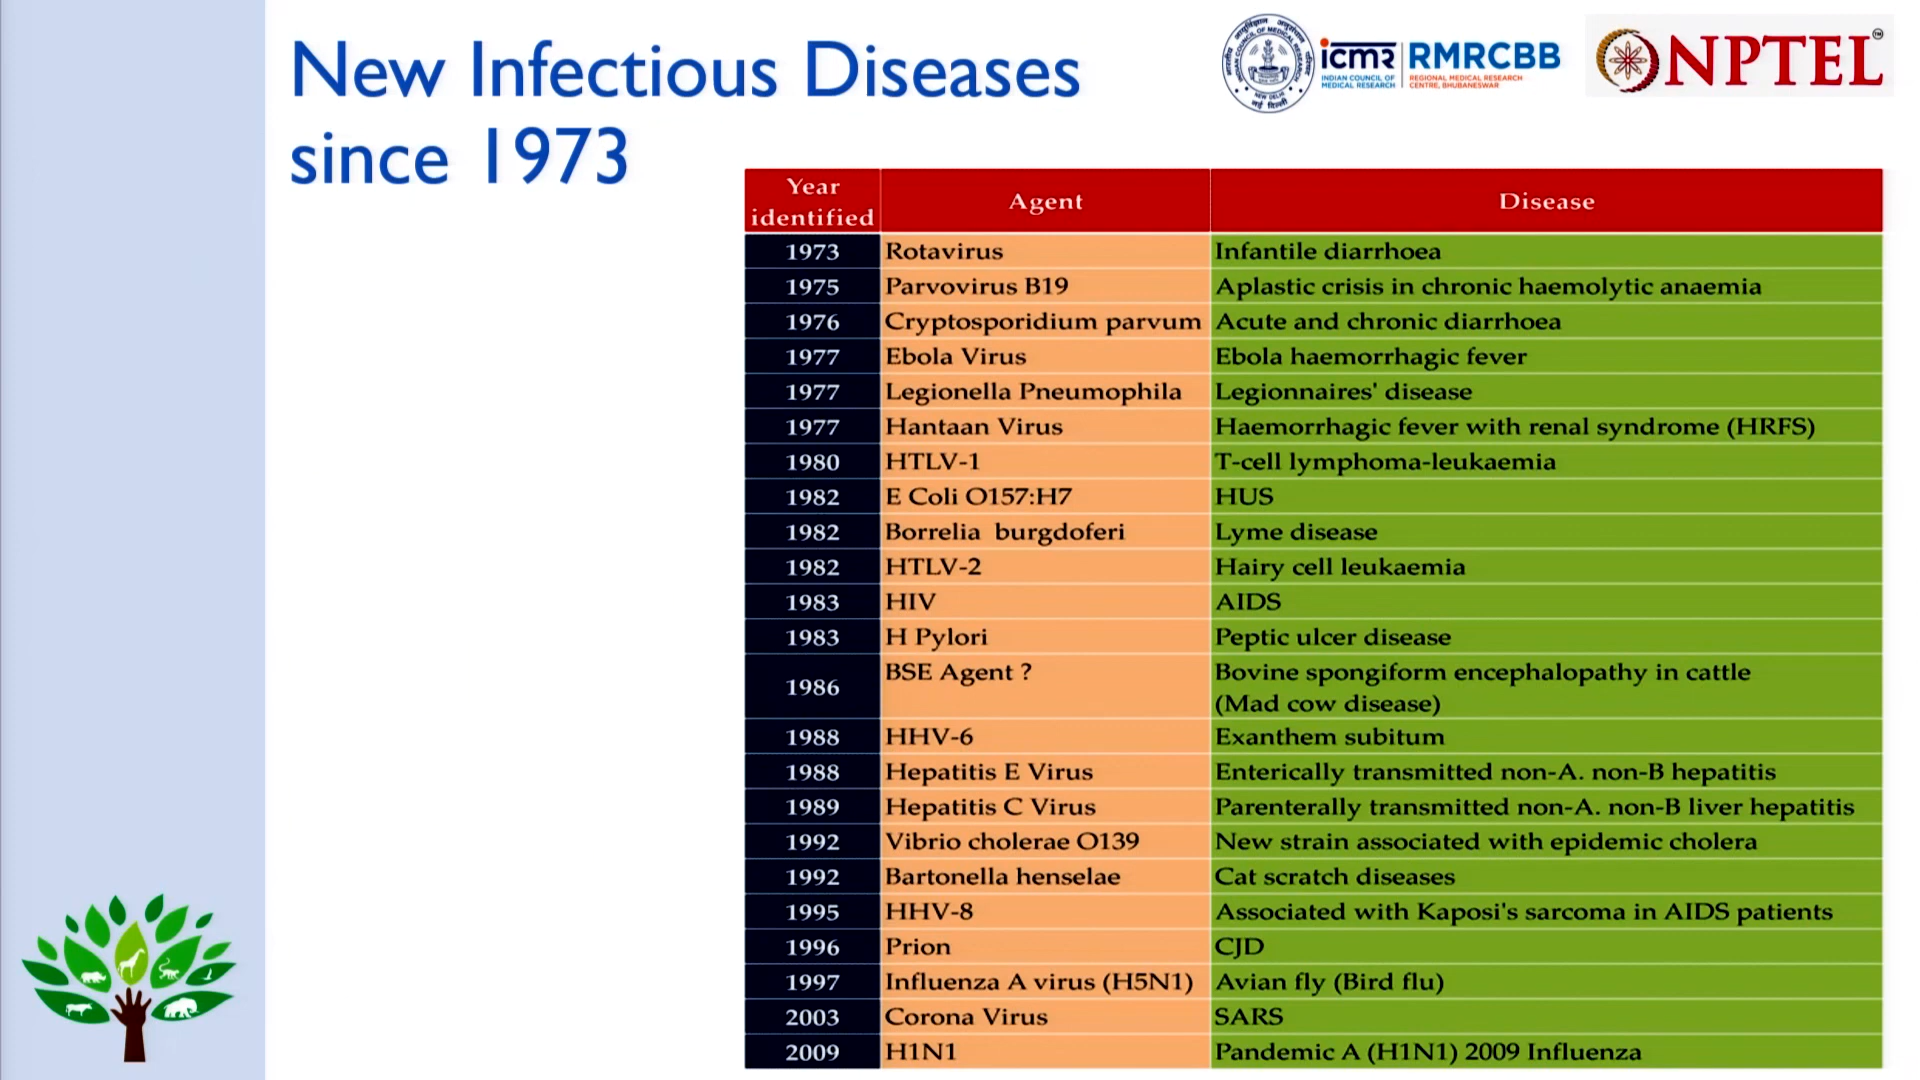 New Infectious Diseases
since 1973
icmr
INDIAN COUNCIL OF
MEDICAL RESEARCH
RMRCBB
REGIONAL MEDICAL RESEARCH
CENTRE, BHUBANESWAR
NPTEL
Year identified Agent Disease
1973 Rotavirus Infantile diarrhoea
1975 Parvovirus B19 Aplastic crisis in chronic haemolytic anaemia
1976 Cryptosporidium parvum Acute and chronic diarrhoea
1977 Ebola Virus Ebola haemorrhagic fever
1977 Legionella Pneumophila Legionnaires' disease
1977 Hantaan Virus Haemorrhagic fever with renal syndrome (HRFS)
1980 HTLV-1 T-cell lymphoma-leukaemia
1982 E Coli O157:H7 HUS
1982 Borrelia burgdoferi Lyme disease
1982 HTLV-2 Hairy cell leukaemia
1983 HIV AIDS
1983 H Pylori Peptic ulcer disease
1986 BSE Agent ? Bovine spongiform encephalopathy in cattle
(Mad cow disease)
1988 HHV-6 Exanthem subitum
1988 Hepatitis E Virus Enterically transmitted non-A. non-B hepatitis
1989 Hepatitis C Virus Parenterally transmitted non-A. non-B liver hepatitis
1992 Vibrio cholerae O139 New strain associated with epidemic cholera
1992 Bartonella henselae Cat scratch diseases
1995 HHV-8 Associated with Kaposi's sarcoma in AIDS patients
1996 Prion CJD
1997 Influenza A virus (H5N1) Avian fly (Bird flu)
2003 Corona Virus SARS
2009 H1N1 Pandemic A (H1N1) 2009 Influenza